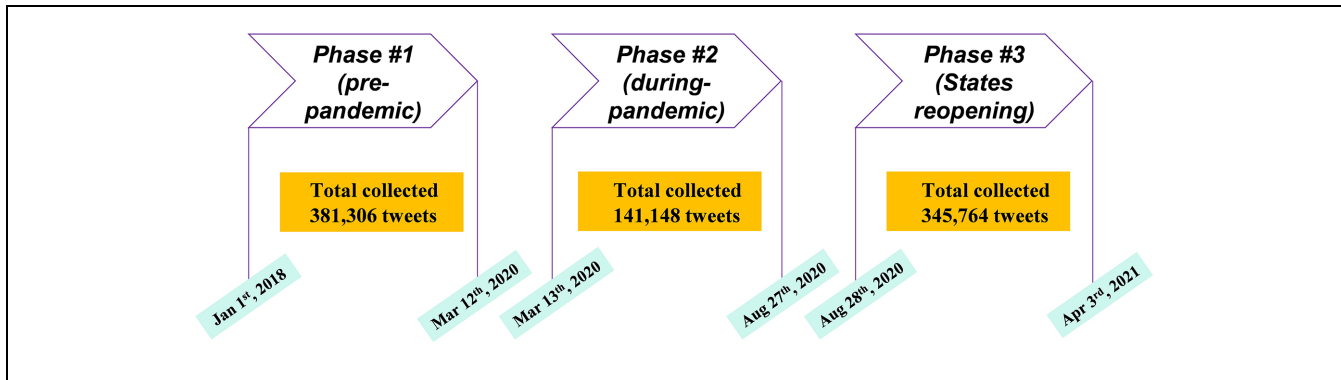 Phase #1
(pre-
pandemic)
Phase #2
(during-
pandemic)
Phase #3
(States
reopening)
Total collected
381,306 tweets
Total collected
141,148 tweets
Total collected
345,764 tweets
Jan 1st, 2018
Mar 12th, 2020
Mar 13th, 2020
Aug 27th, 2020
Aug 28th, 2020
Apr 3rd, 2021